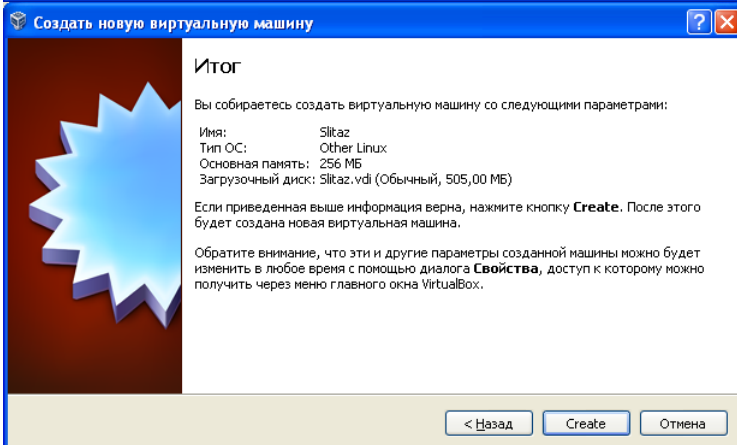 Создать новую виртуальную машину
Итог
Вы собираетесь создать виртуальную машину со следующими параметрами:
Имя: Slitaz
Тип ОС: Other Linux
Основная память: 256 МБ
Загрузочный диск: Slitaz.vdi (Обычный, 505,00 МБ)
Если приведенная выше информация верна, нажмите кнопку Create. После этого
будет создана новая виртуальная машина.
Обратите внимание, что эти и другие параметры созданной машины можно будет
изменить в любое время с помощью диалога Свойства, доступ к которому можно
получить через меню главного окна VirtualBox.
< Назад Create Отмена